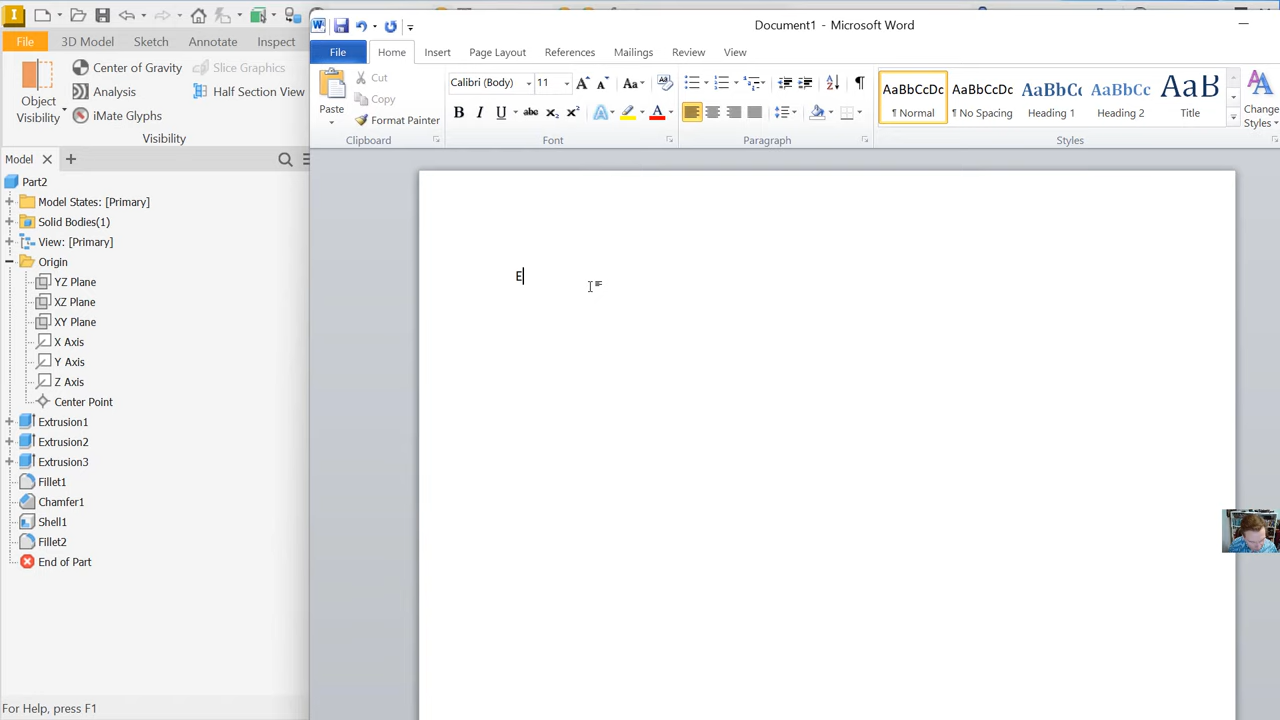 Document1 - Microsoft Word
File
3D Model
Sketch
Annotate
Inspect
File
Home
Insert
Page Layout
References
Mailings
Review
View
Object
Visibility
Center of Gravity
Slice Graphics
Analysis
Half Section View
iMate Glyphs
Visibility
Paste
Cut
Copy
Format Painter
Clipboard
Calibri (Body)
11
Font
Paragraph
AaBbCcDc
¶ Normal
AaBbCcDc
¶ No Spacing
AaBbCc
Heading 1
AaBbCc
Heading 2
AaB
Title
Change
Styles
Styles
Model
Part2
Model States: [Primary]
Solid Bodies(1)
View: [Primary]
Origin
YZ Plane
XZ Plane
XY Plane
X Axis
Y Axis
Z Axis
Center Point
Extrusion1
Extrusion2
Extrusion3
Fillet1
Chamfer1
Shell1
Fillet2
End of Part
E
For Help, press F1